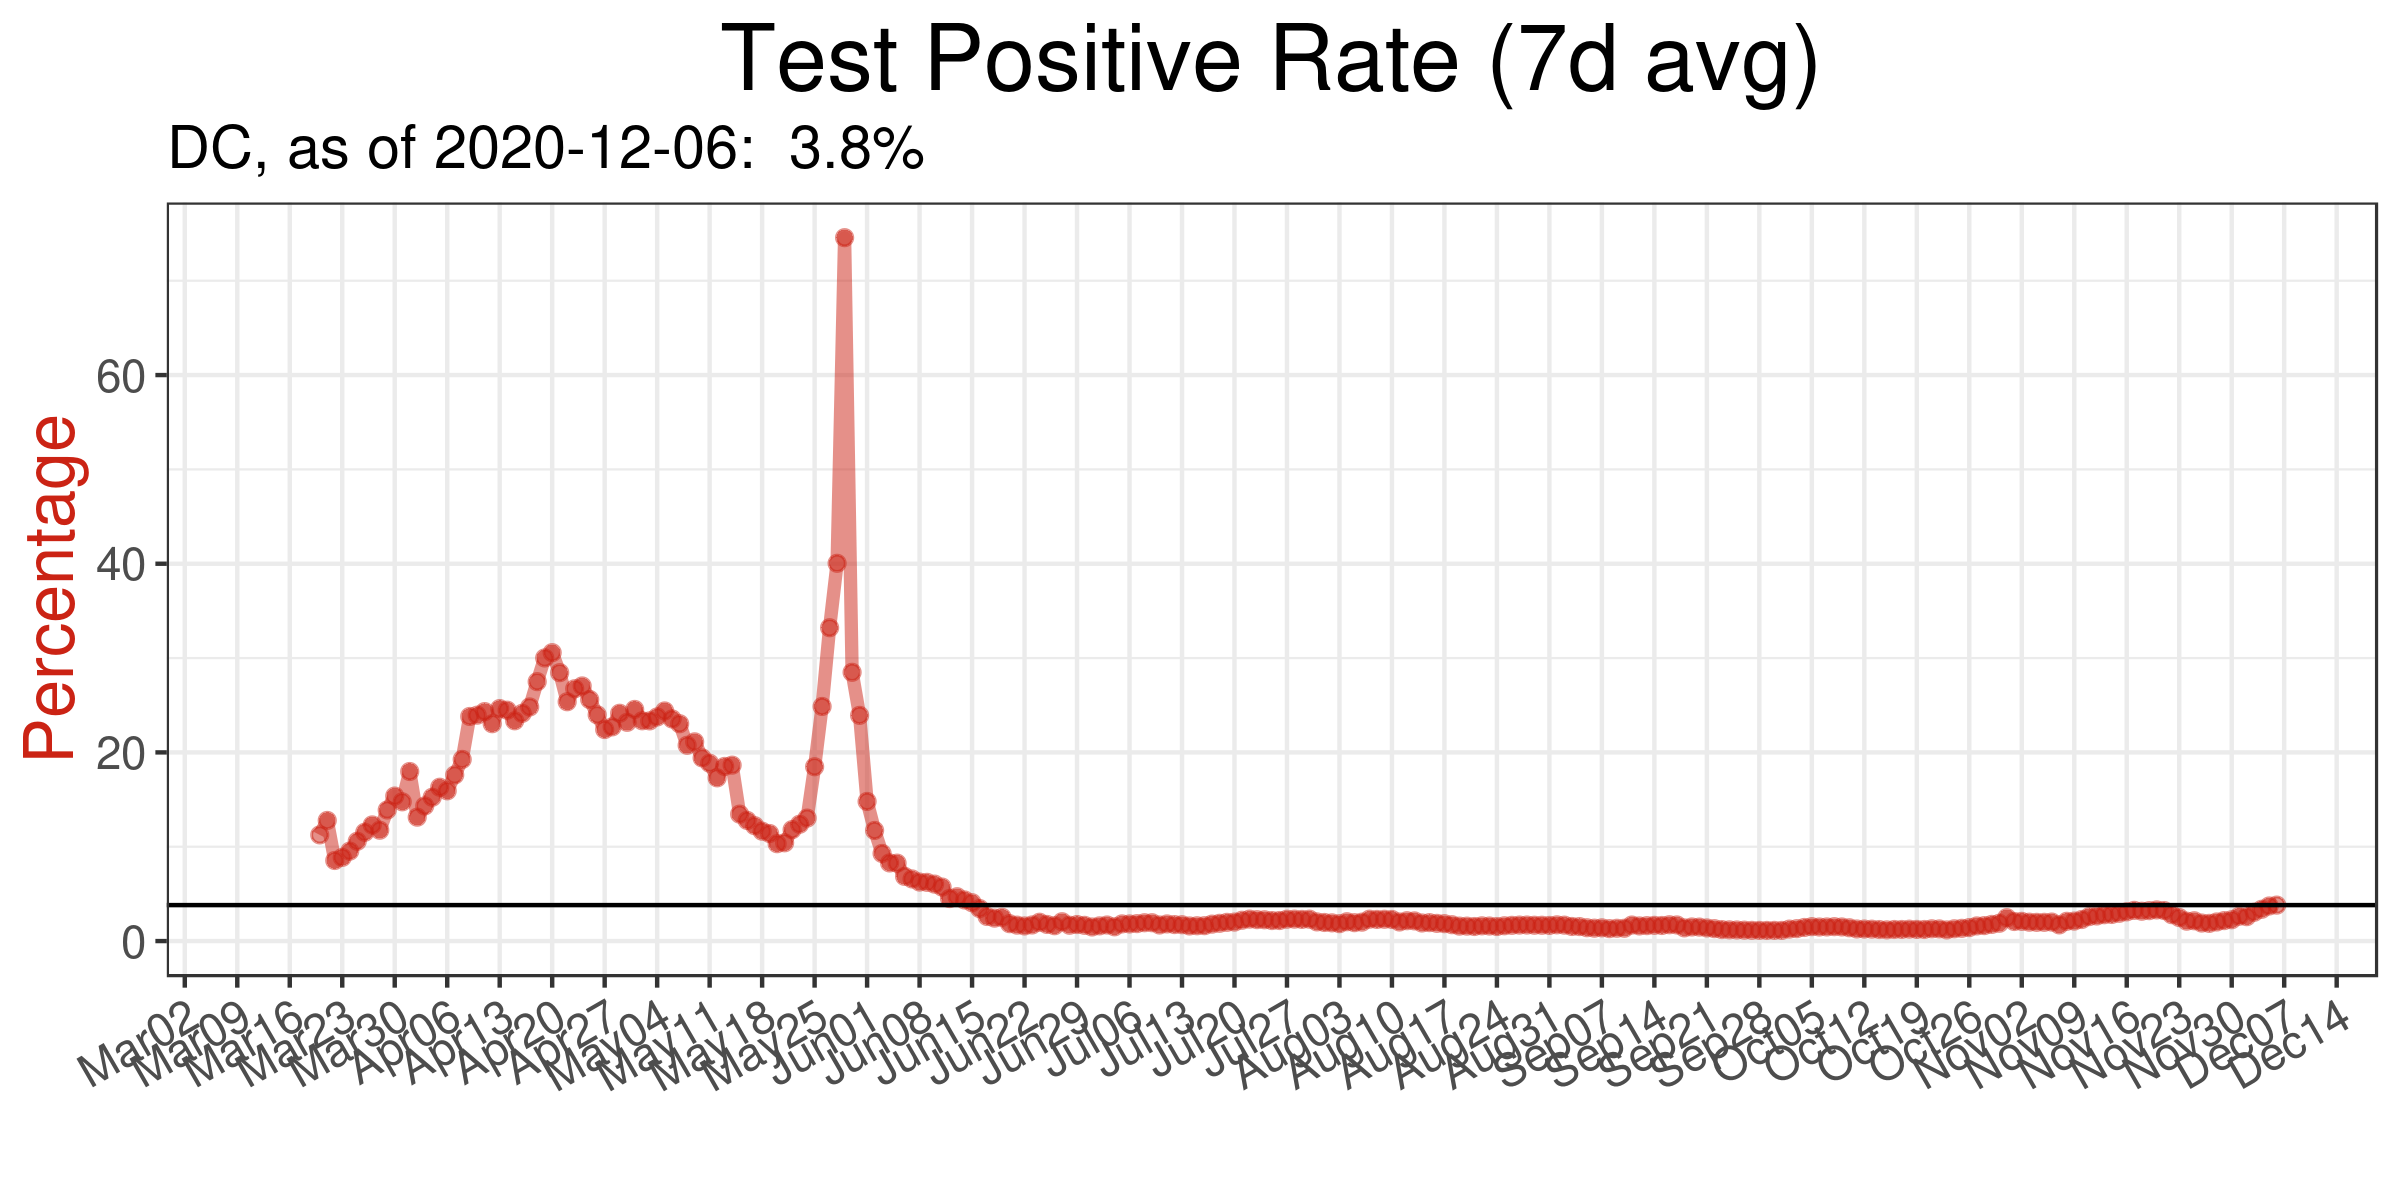 Test Positive Rate (7d avg)
DC, as of 2020-12-06:  3.8%
Percentage
60
40
20
0
Mar02
Mar09
Mar16
Mar23
Mar30
Apr06
Apr13
Apr20
Apr27
May04
May11
May18
May25
Jun01
Jun08
Jun15
Jun22
Jun29
Jul06
Jul13
Jul20
Jul27
Aug03
Aug10
Aug17
Aug24
Aug31
Sep07
Sep14
Sep21
Sep28
Oct05
Oct12
Oct19
Oct26
Nov02
Nov09
Nov16
Nov23
Nov30
Dec07
Dec14